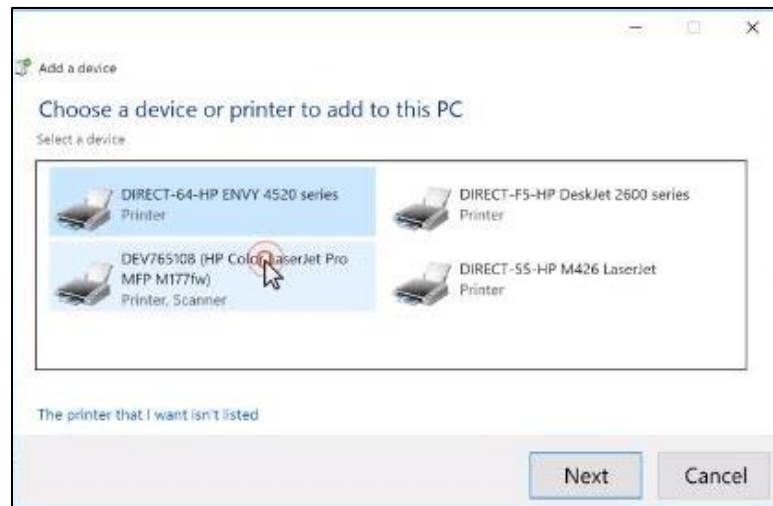 Add a device
Choose a device or printer to add to this PC
Select a device
DIRECT-64-HP ENVY 4520 series
Printer
DIRECT-F5-HP DeskJet 2600 series
Printer
DEV765108 (HP Color LaserJet Pro
MFP M177fw)
Printer, Scanner
DIRECT-55-HP M426 LaserJet
Printer
The printer that I want isn't listed
Next
Cancel